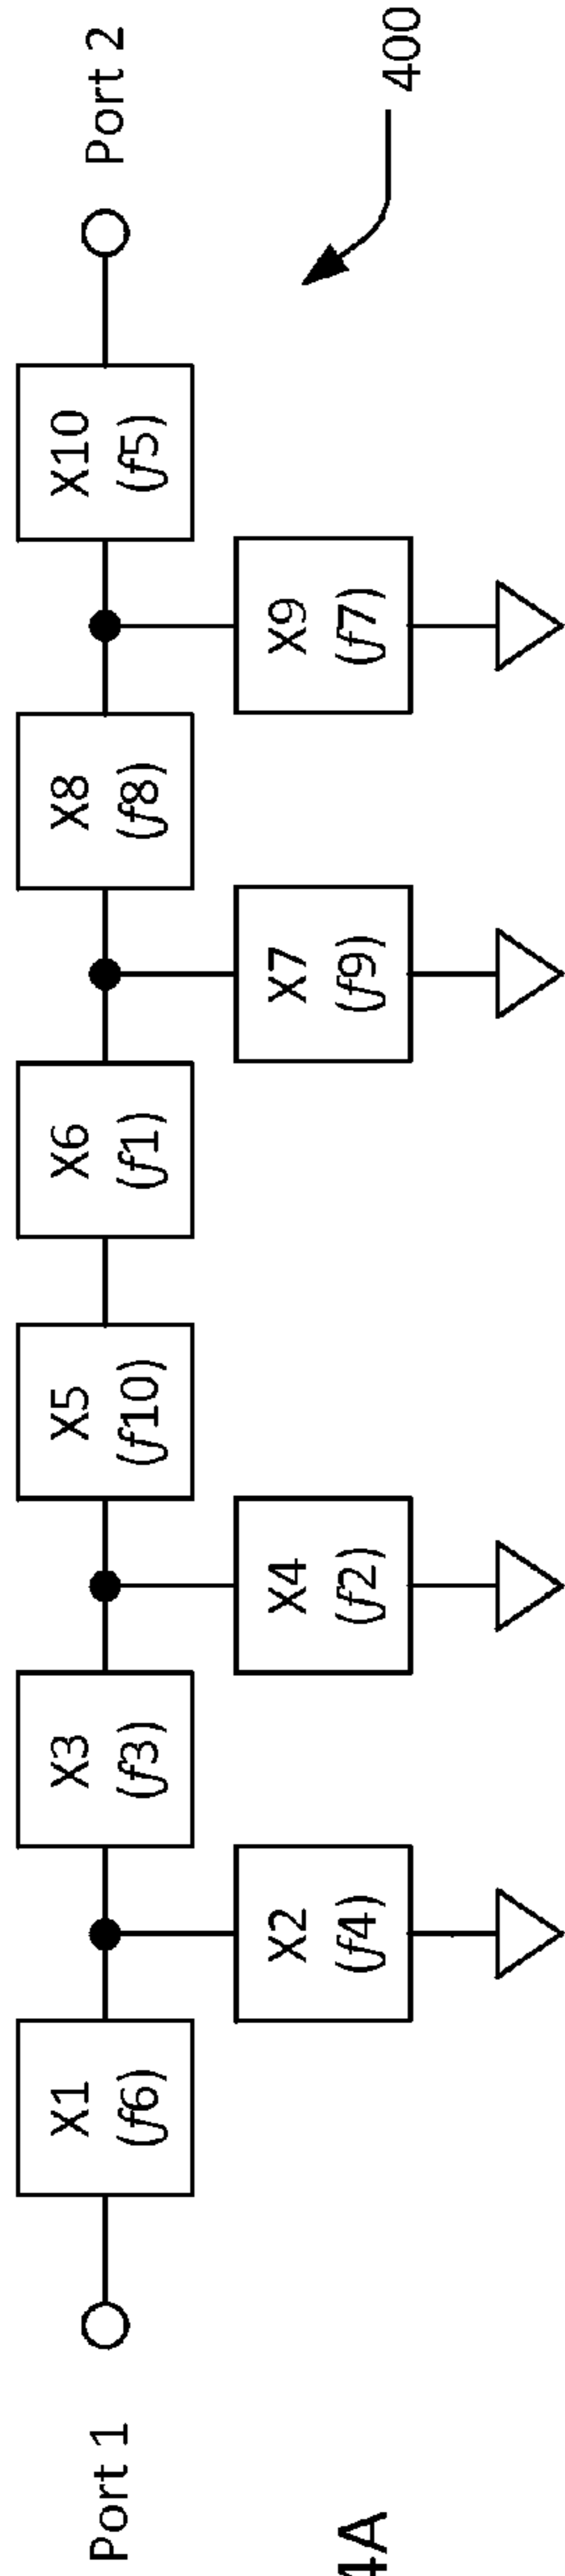 400
Port 1
X1
(f6)
X3
(f3)
X5
(f10)
X6
(f1)
X8
(f8)
X10
(f5)
Port 2
X2
(f4)
X4
(f2)
X7
(f9)
X9
(f7)
4A